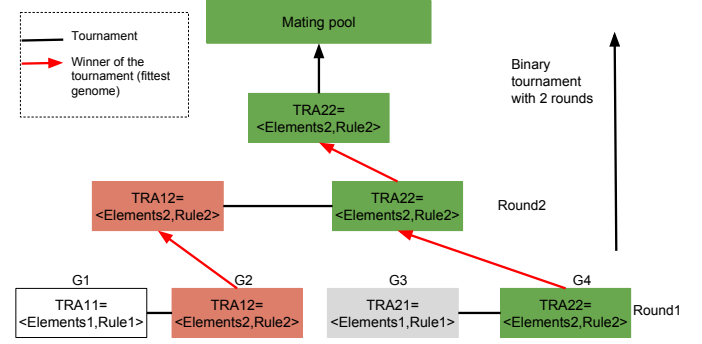 Tournament
Winner of the
tournament (fittest
genome)
Mating pool
Binary
tournament
with 2 rounds
TRA22=
<Elements2,Rule2>
TRA12=
<Elements2,Rule2>
TRA22=
<Elements2,Rule2>
Round2
G1
G2
G3
G4
TRA11=
<Elements1,Rule1>
TRA12=
<Elements2,Rule2>
TRA21=
<Elements1,Rule1>
TRA22=
<Elements2,Rule2>
Round1